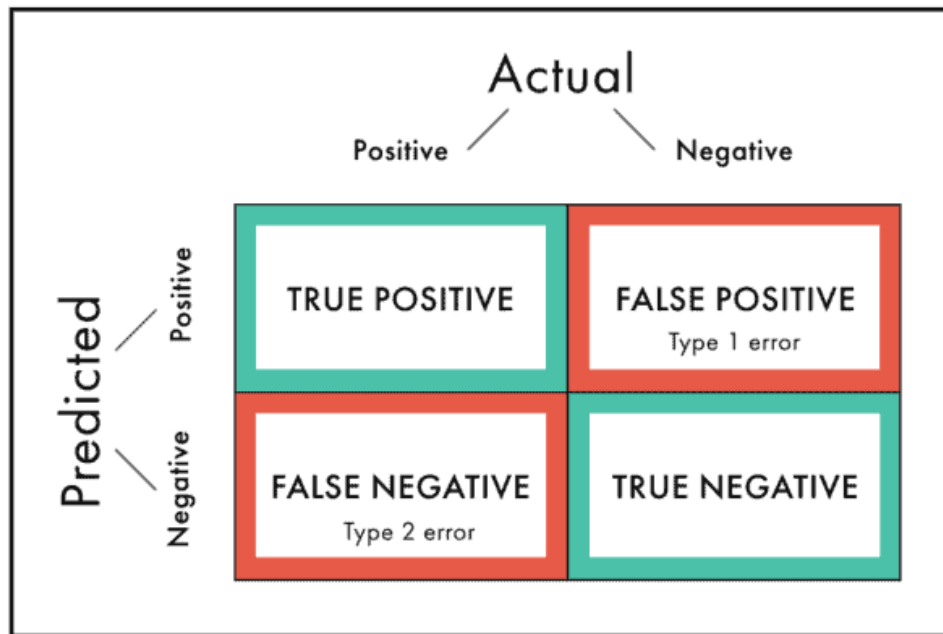 Actual
Positive
Negative
Predicted
Positive
Negative
TRUE POSITIVE
FALSE POSITIVE
Type 1 error
FALSE NEGATIVE
Type 2 error
TRUE NEGATIVE